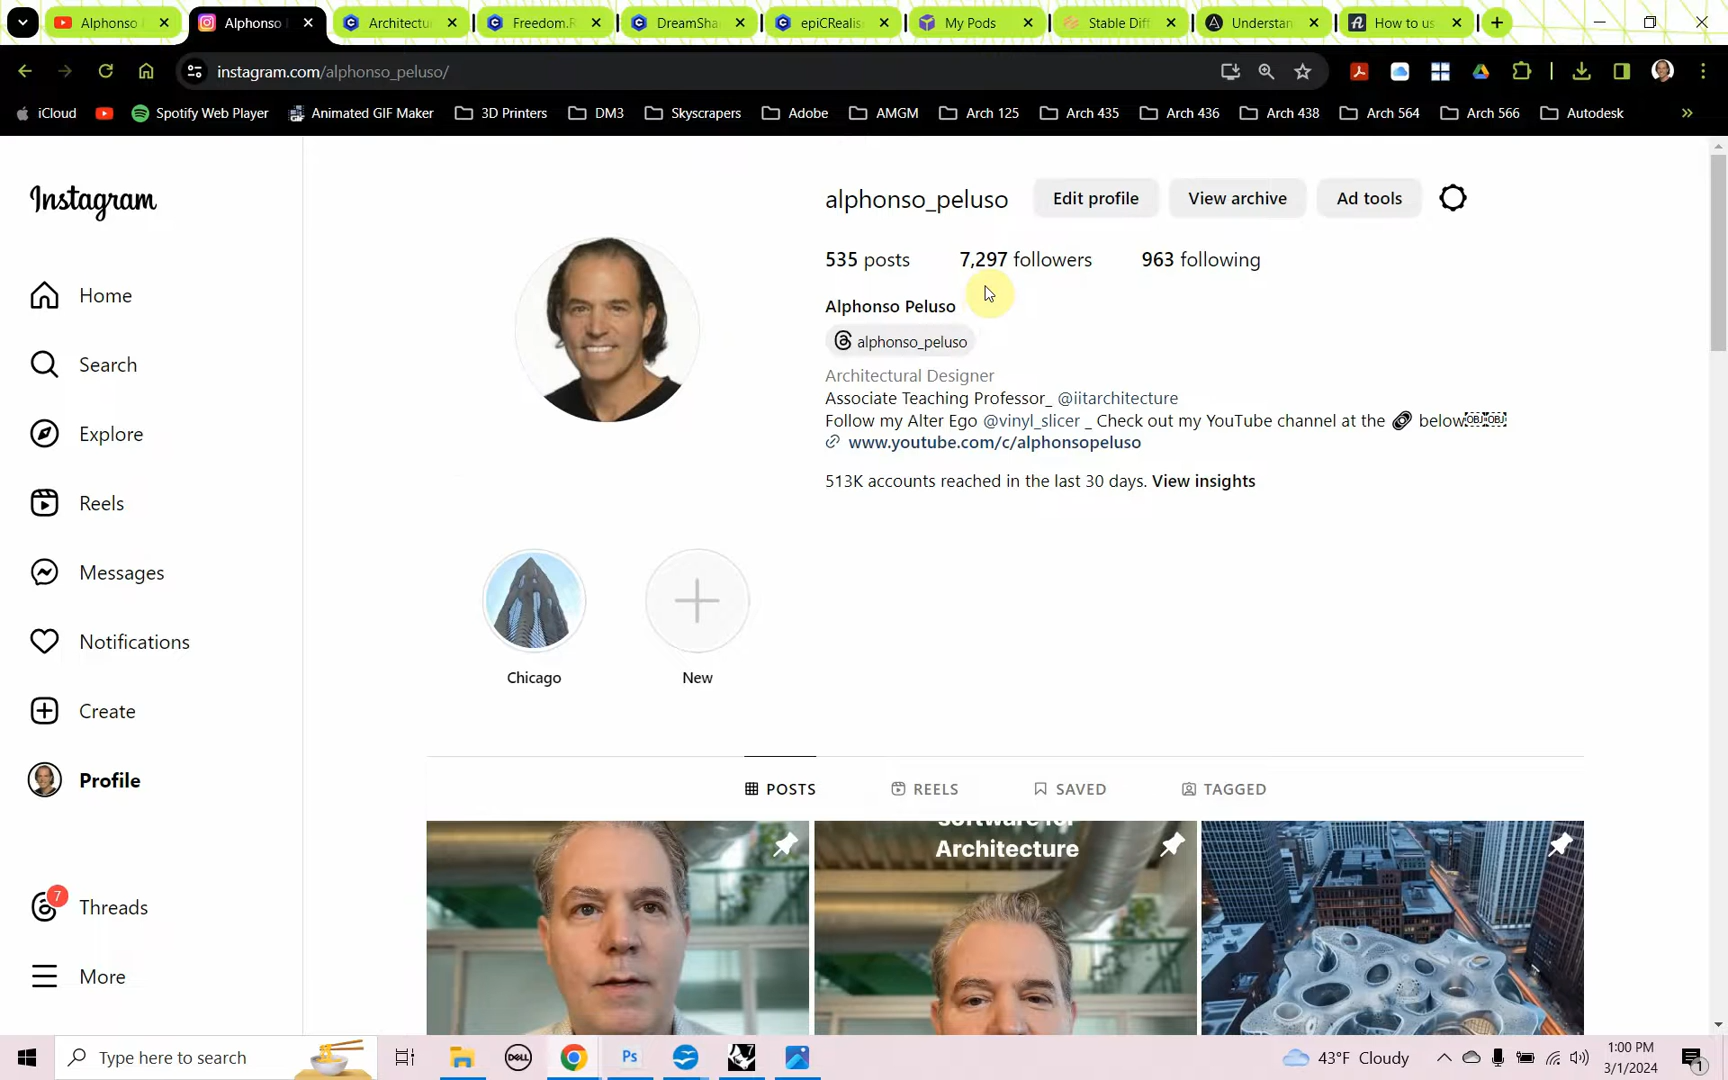 Alphonso
Alphonso
Architectu
Freedom.R
DreamSha
epiCRealis
My Pods
Stable Diff
Understan
How to us
instagram.com/alphonso_peluso/
iCloud
Spotify Web Player
Animated GIF Maker
3D Printers
DM3
Skyscrapers
Adobe
AMGM
Arch 125
Arch 435
Arch 436
Arch 438
Arch 564
Arch 566
Autodesk
»
Instagram
Home
Search
Explore
Reels
Messages
Notifications
Create
Profile
7
Threads
More
alphonso_peluso
Edit profile
View archive
Ad tools
535 posts
7,297 followers
963 following
Alphonso Peluso
alphonso_peluso
Architectural Designer
Associate Teaching Professor_ @iitarchitecture
Follow my Alter Ego @vinyl_slicer _ Check out my YouTube channel at the 🔗 below￼￼
www.youtube.com/c/alphonsopeluso
513K accounts reached in the last 30 days. View insights
Chicago
New
POSTS
REELS
SAVED
TAGGED
Architecture
Type here to search
DELL
Ps
7
43°F Cloudy
1:00 PM
3/1/2024
1